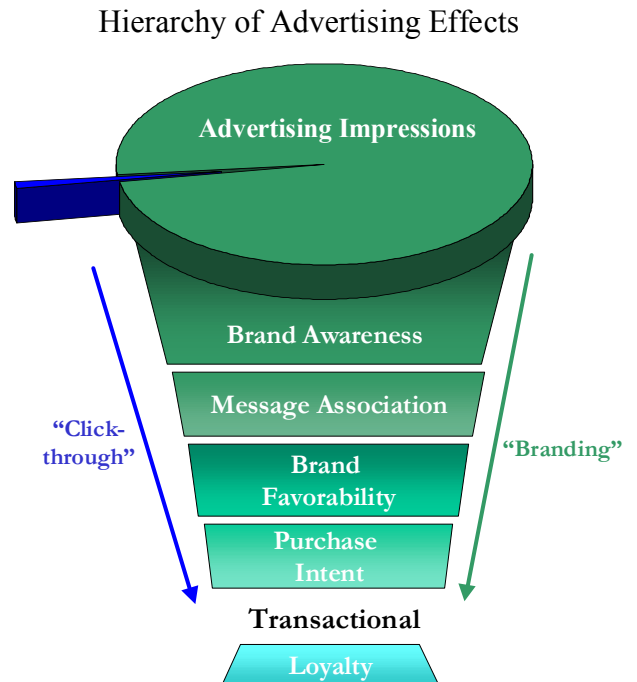 Hierarchy of Advertising Effects
Advertising Impressions
Brand Awareness
Message Association
“Click-
through”
“Branding”
Brand
Favorability
Purchase
Intent
Transactional
Loyalty